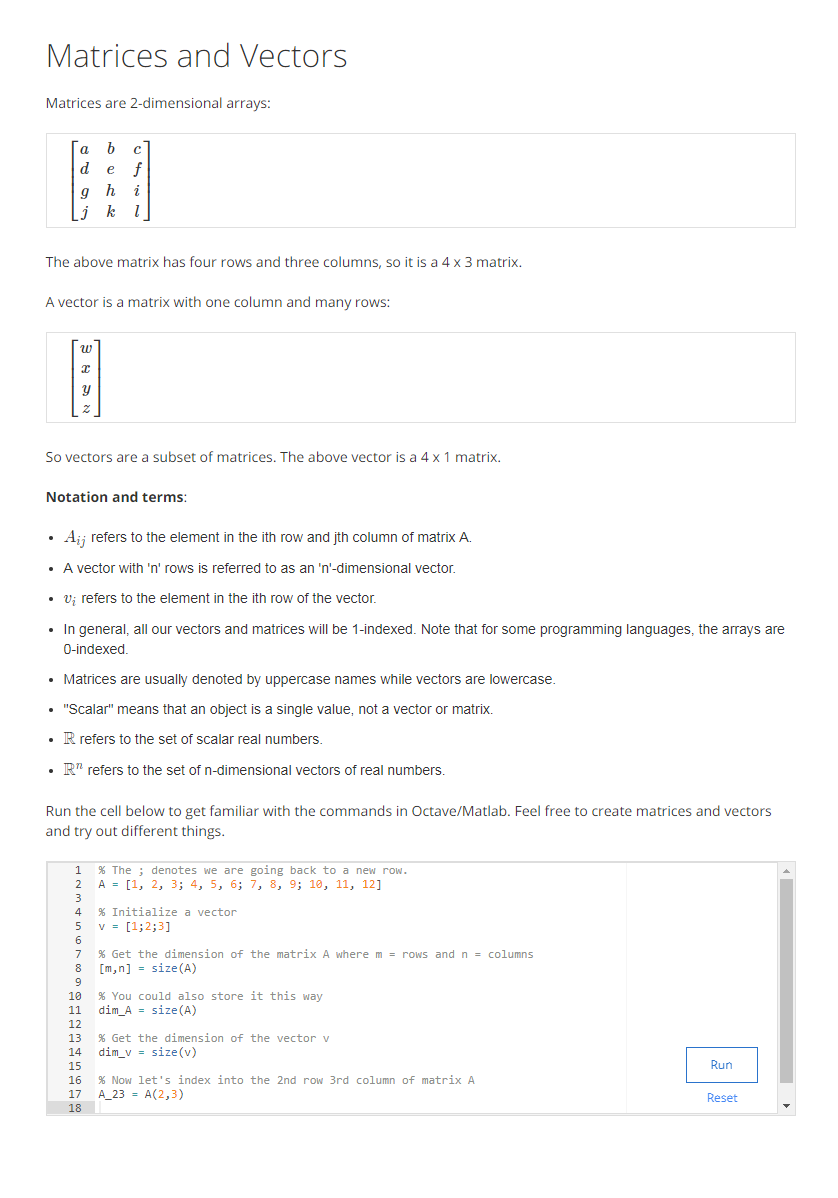 Matrices and Vectors
Matrices are 2-dimensional arrays:
a b c
d e f
g h i
j k l
The above matrix has four rows and three columns, so it is a 4 x 3 matrix.
A vector is a matrix with one column and many rows:
w
x
y
z
So vectors are a subset of matrices. The above vector is a 4 x 1 matrix.
Notation and terms:
• A_ij refers to the element in the ith row and jth column of matrix A.
• A vector with 'n' rows is referred to as an 'n'-dimensional vector.
• v_i refers to the element in the ith row of the vector.
• In general, all our vectors and matrices will be 1-indexed. Note that for some programming languages, the arrays are
0-indexed.
• Matrices are usually denoted by uppercase names while vectors are lowercase.
• "Scalar" means that an object is a single value, not a vector or matrix.
• ℝ refers to the set of scalar real numbers.
• ℝⁿ refers to the set of n-dimensional vectors of real numbers.
Run the cell below to get familiar with the commands in Octave/Matlab. Feel free to create matrices and vectors
and try out different things.
1 % The ; denotes we are going back to a new row.
2 A = [1, 2, 3; 4, 5, 6; 7, 8, 9; 10, 11, 12]
3
4 % Initialize a vector
5 v = [1;2;3]
6
7 % Get the dimension of the matrix A where m = rows and n = columns
8 [m,n] = size(A)
9
10 % You could also store it this way
11 dim_A = size(A)
12
13 % Get the dimension of the vector v
14 dim_v = size(v)
15
16 % Now let's index into the 2nd row 3rd column of matrix A
17 A_23 = A(2,3)
18
Run
Reset